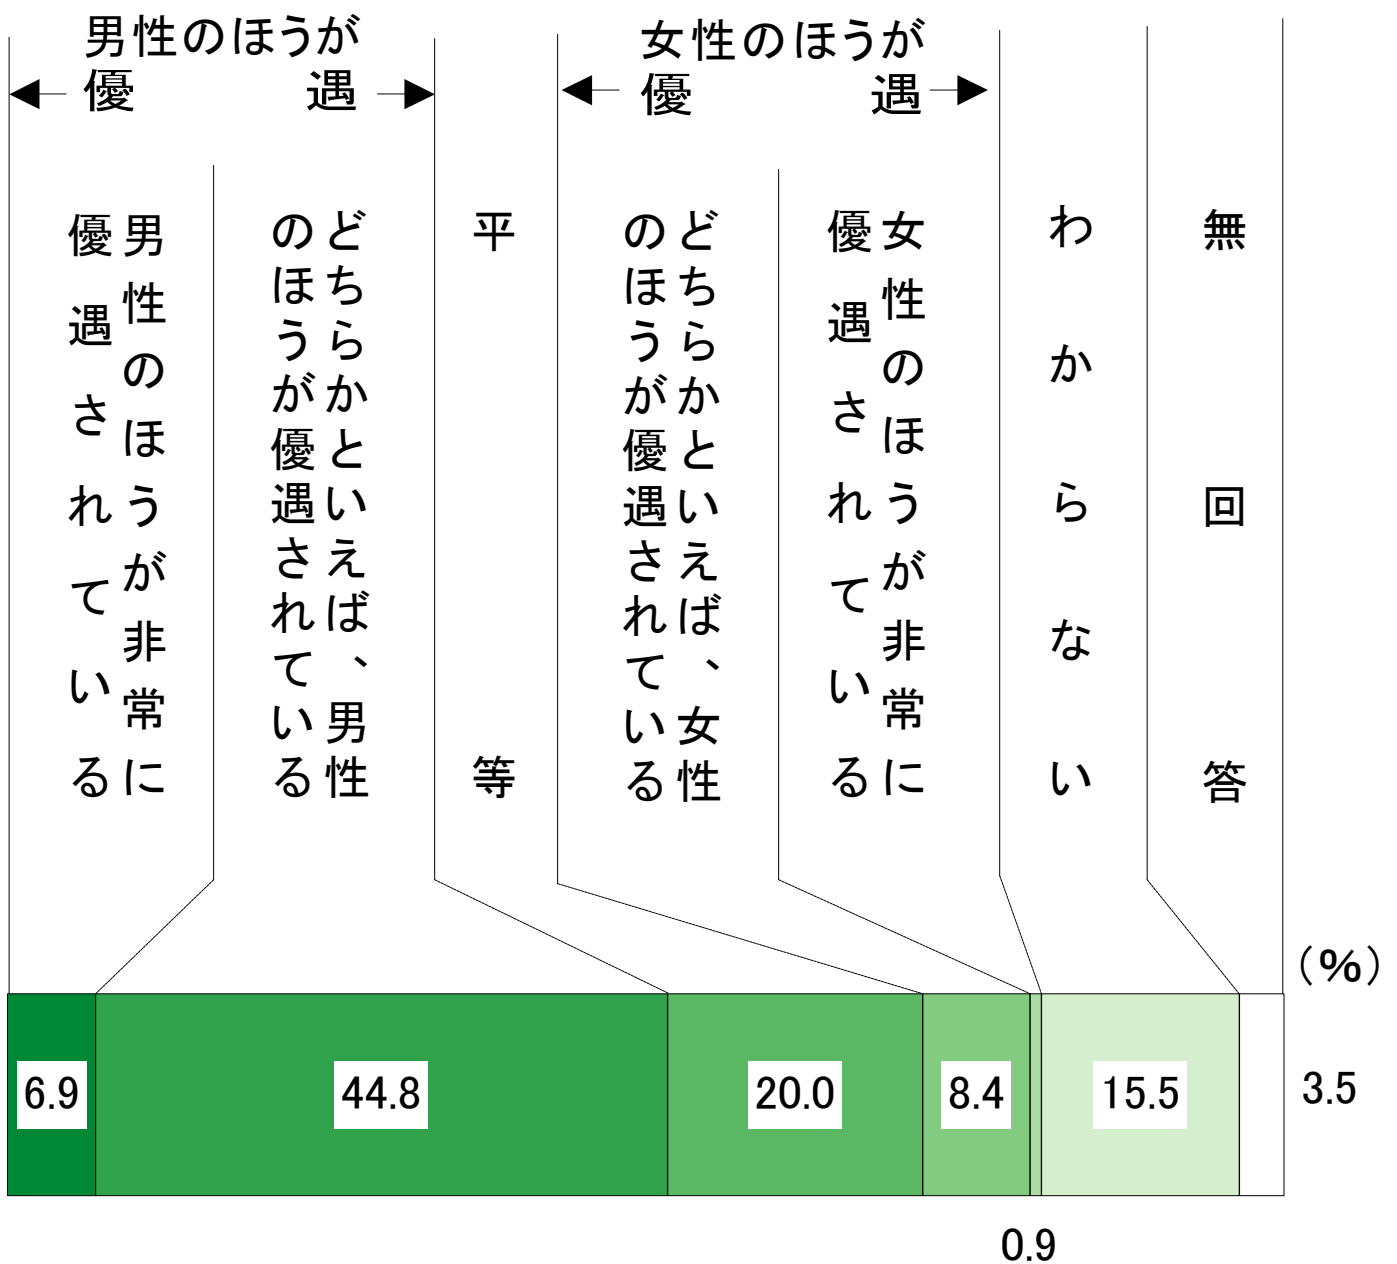 男性のほうが
優遇
女性のほうが
優遇
男性のほうが非常に
優遇されている
どちらかといえば、男性
のほうが優遇されている
平等
どちらかといえば、女性
のほうが優遇されている
女性のほうが非常に
優遇されている
わからない
無回答
(%)
6.9
44.8
20.0
8.4
15.5
3.5
0.9